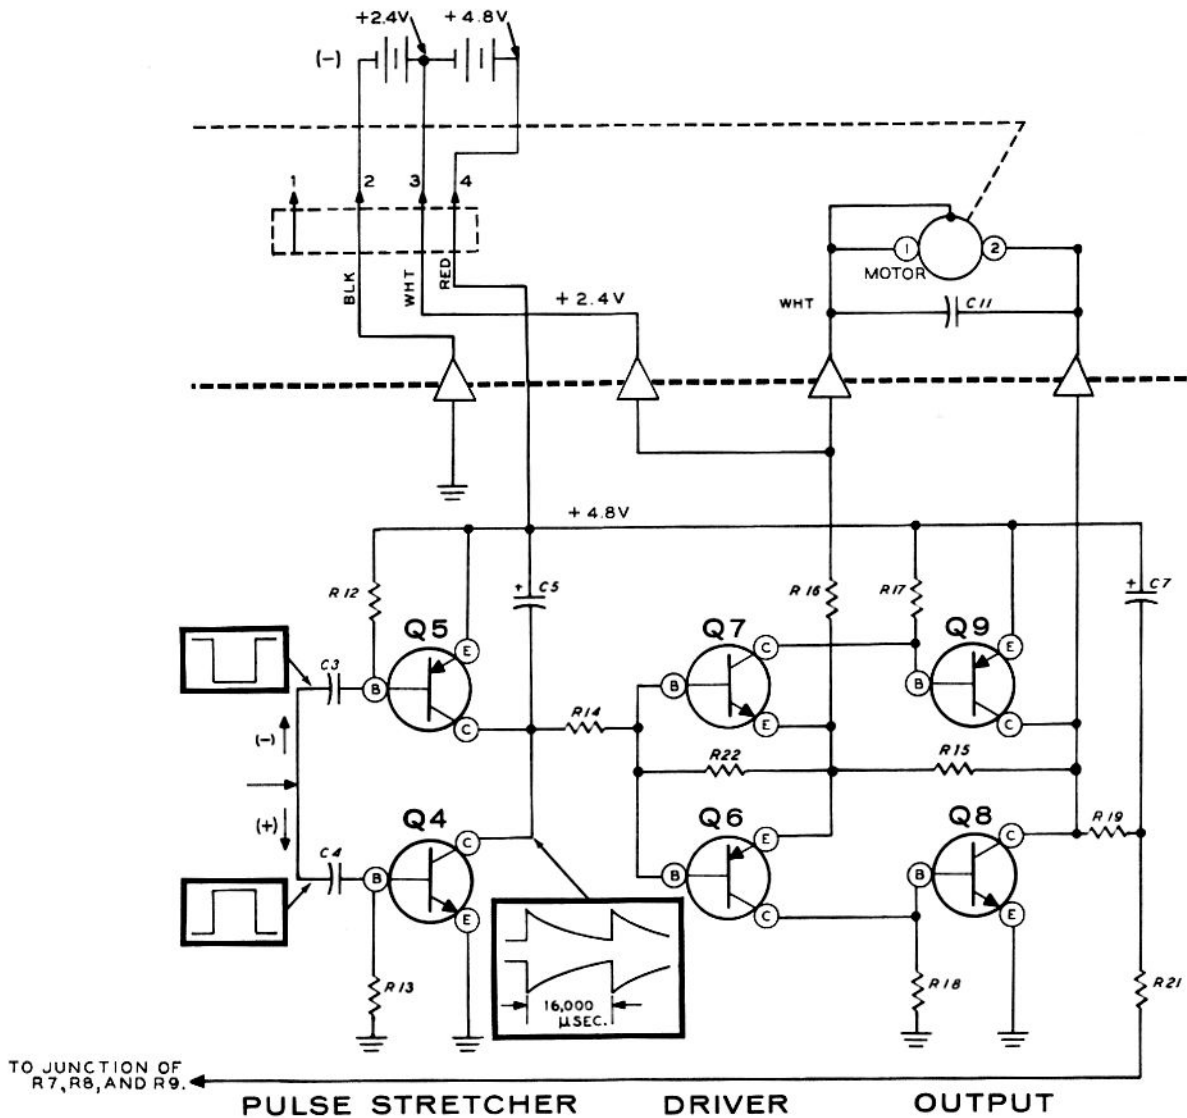 +2.4V +4.8V
(-)
1 2 3 4
BLK WHT RED
+2.4V
WHT
1 2
MOTOR
C11
+4.8V
R12 + C5 R16 R17 + C7
Q5 Q7 Q9
E C E
C3
B B B
C E C
R14
(-)
R22 R15
(+)
Q4 Q6 Q8
C E C
R19
C4
B B B
E C E
R13 R18 R21
16,000
µSEC.
TO JUNCTION OF
R7, R8, AND R9.
PULSE STRETCHER DRIVER OUTPUT